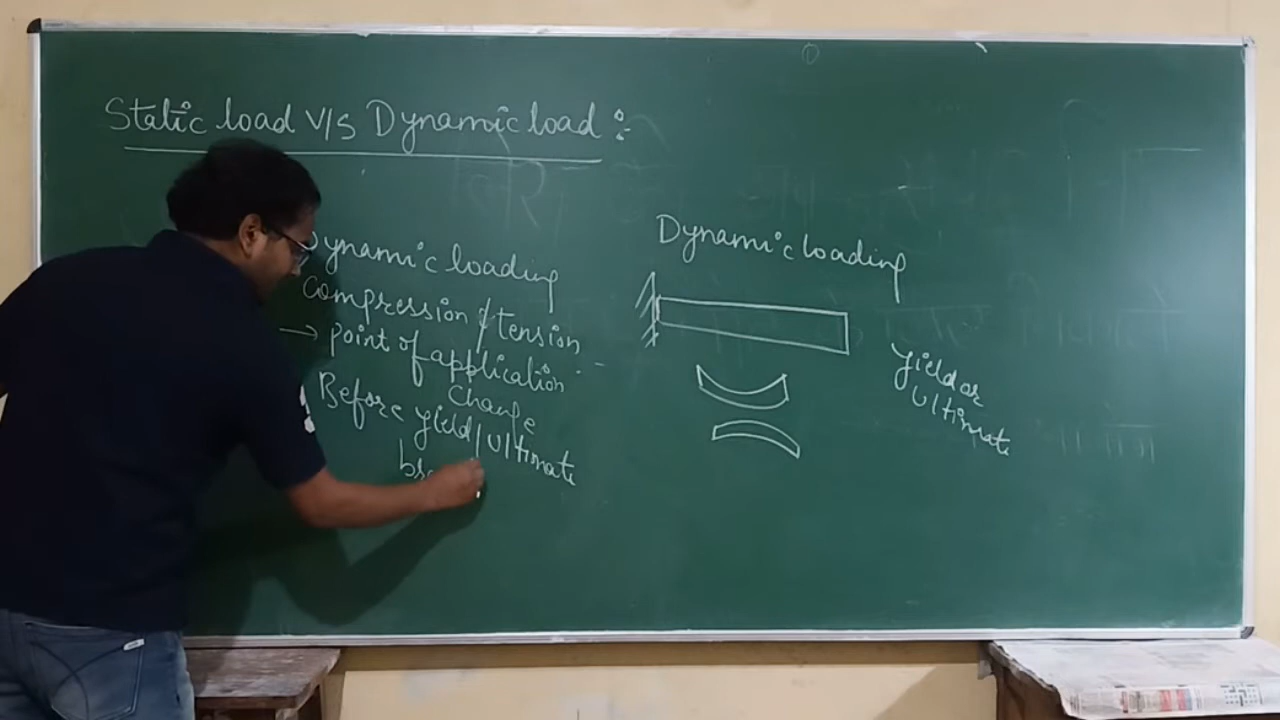 Static load V/S Dynamic load :-
Dynamic loading
compression / tension
→ point of application
Change
Before yield/Ultimate
Dynamic loading
yield or
Ultimate